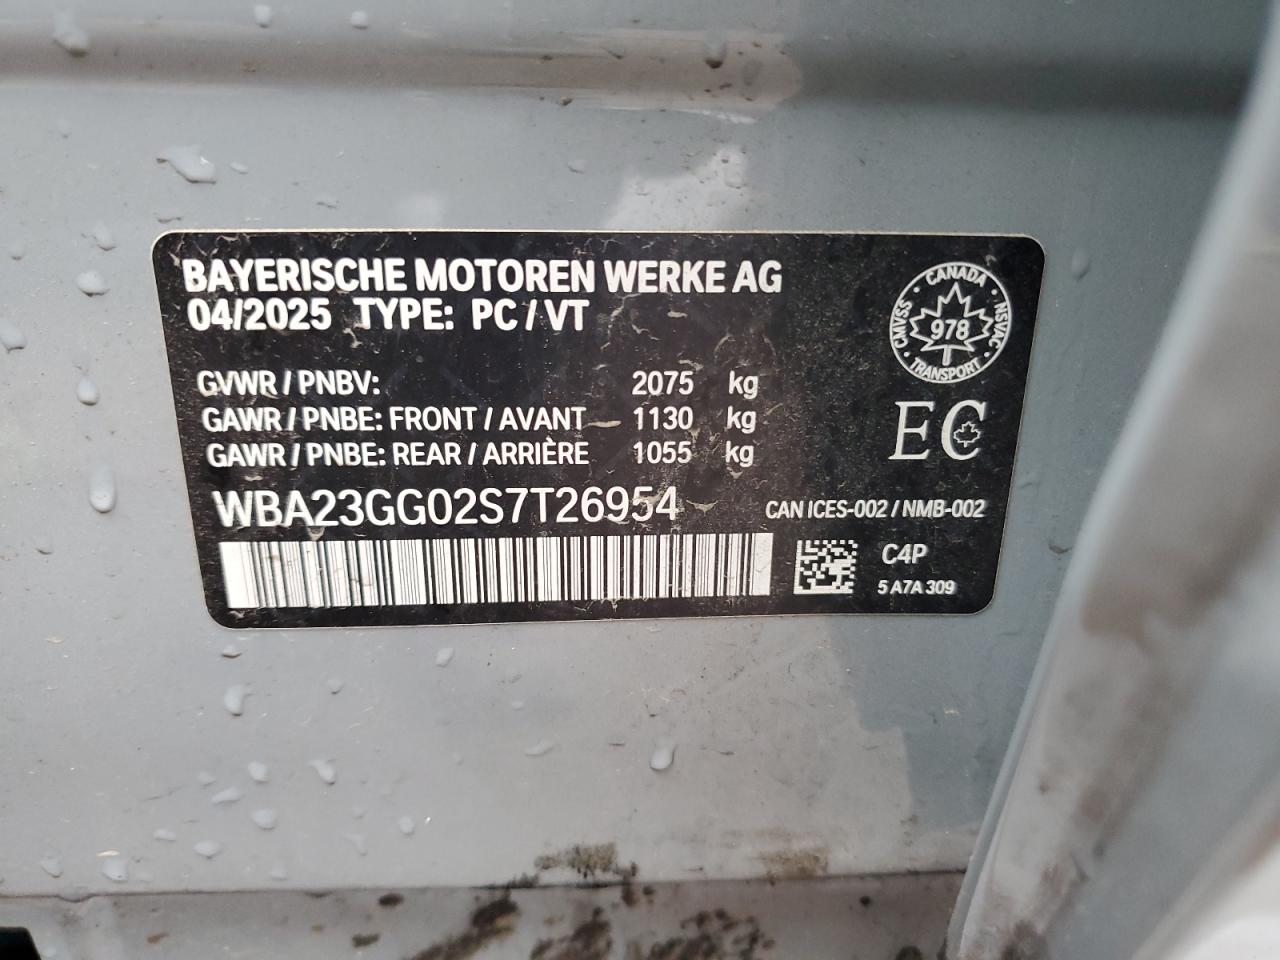 BAYERISCHE MOTOREN WERKE AG
04/2025 TYPE: PC / VT
GVWR / PNBV: 2075 kg
GAWR / PNBE: FRONT / AVANT 1130 kg
GAWR / PNBE: REAR / ARRIÈRE 1055 kg
WBA23GG02S7T26954
CANADA
CMVSS
978
NSVAC
TRANSPORT
EC
CAN ICES-002 / NMB-002
C4P
5 A7A 309